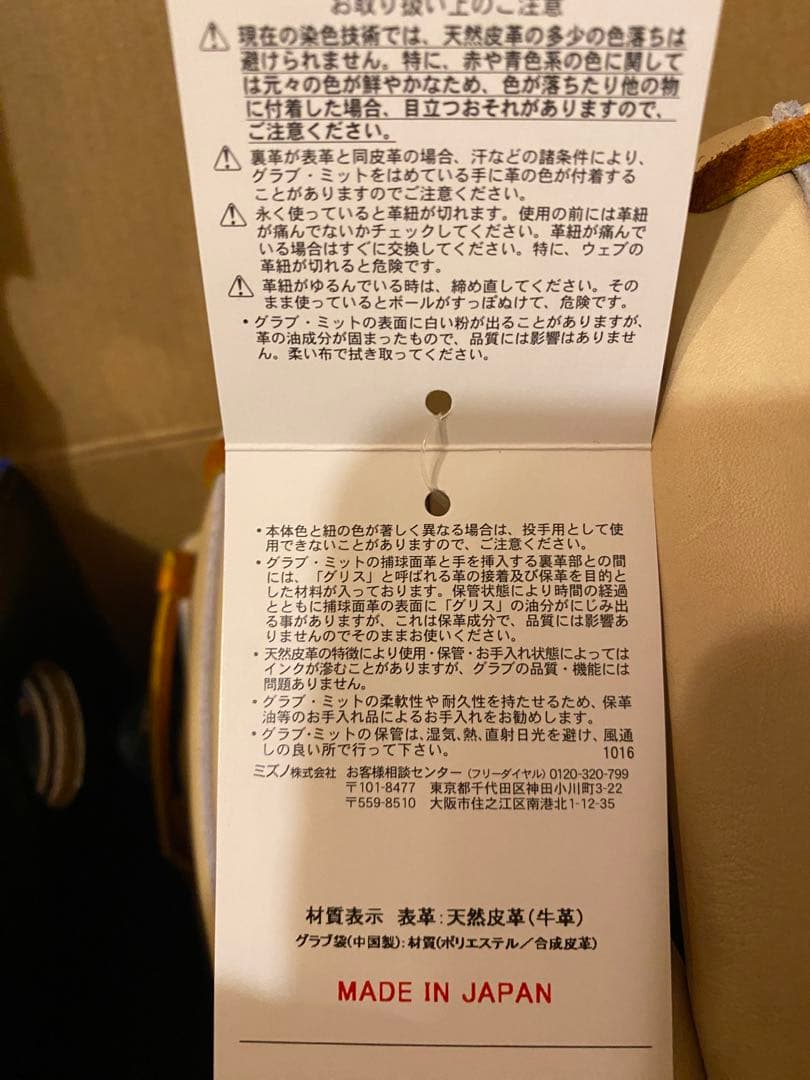 お取り扱い上のご注意
現在の染色技術では、天然皮革の多少の色落ちは
避けられません。特に、赤や青色系の色に関して
は元々の色が鮮やかなため、色が落ちたり他の物
に付着した場合、目立つおそれがありますので、
ご注意ください。
裏革が表革と同皮革の場合、汗などの諸条件により、
グラブ・ミットをはめている手に革の色が付着する
ことがありますのでご注意ください。
永く使っていると革紐が切れます。使用の前には革紐
が痛んでないかチェックしてください。革紐が痛んで
いる場合はすぐに交換してください。特に、ウェブの
革紐が切れると危険です。
革紐がゆるんでいる時は、締め直してください。その
まま使っているとボールがすっぽぬけて、危険です。
・グラブ・ミットの表面に白い粉が出ることがありますが、
革の油成分が固まったもので、品質には影響はありませ
ん。柔い布で拭き取ってください。
・本体色と紐の色が著しく異なる場合は、投手用として使
用できないことがありますので、ご注意ください。
・グラブ・ミットの捕球面革と手を挿入する裏革部との間
には、「グリス」と呼ばれる革の接着及び保革を目的と
した材料が入っております。保管状態により時間の経過
とともに捕球面革の表面に「グリス」の油分がにじみ出
る事がありますが、これは保革成分で、品質には影響あ
りませんのでそのままお使いください。
・天然皮革の特徴により使用・保管・お手入れ状態によっては
インクが滲むことがありますが、グラブの品質・機能には
問題ありません。
・グラブ・ミットの柔軟性や耐久性を持たせるため、保革
油等のお手入れ品によるお手入れをお勧めします。
・グラブ・ミットの保管は、湿気、熱、直射日光を避け、風通
しの良い所で行って下さい。 1016
ミズノ株式会社 お客様相談センター (フリーダイヤル) 0120-320-799
〒101-8477 東京都千代田区神田小川町3-22
〒559-8510 大阪市住之江区南港北1-12-35
材質表示 表革:天然皮革(牛革)
グラブ袋(中国製):材質(ポリエステル/合成皮革)
MADE IN JAPAN